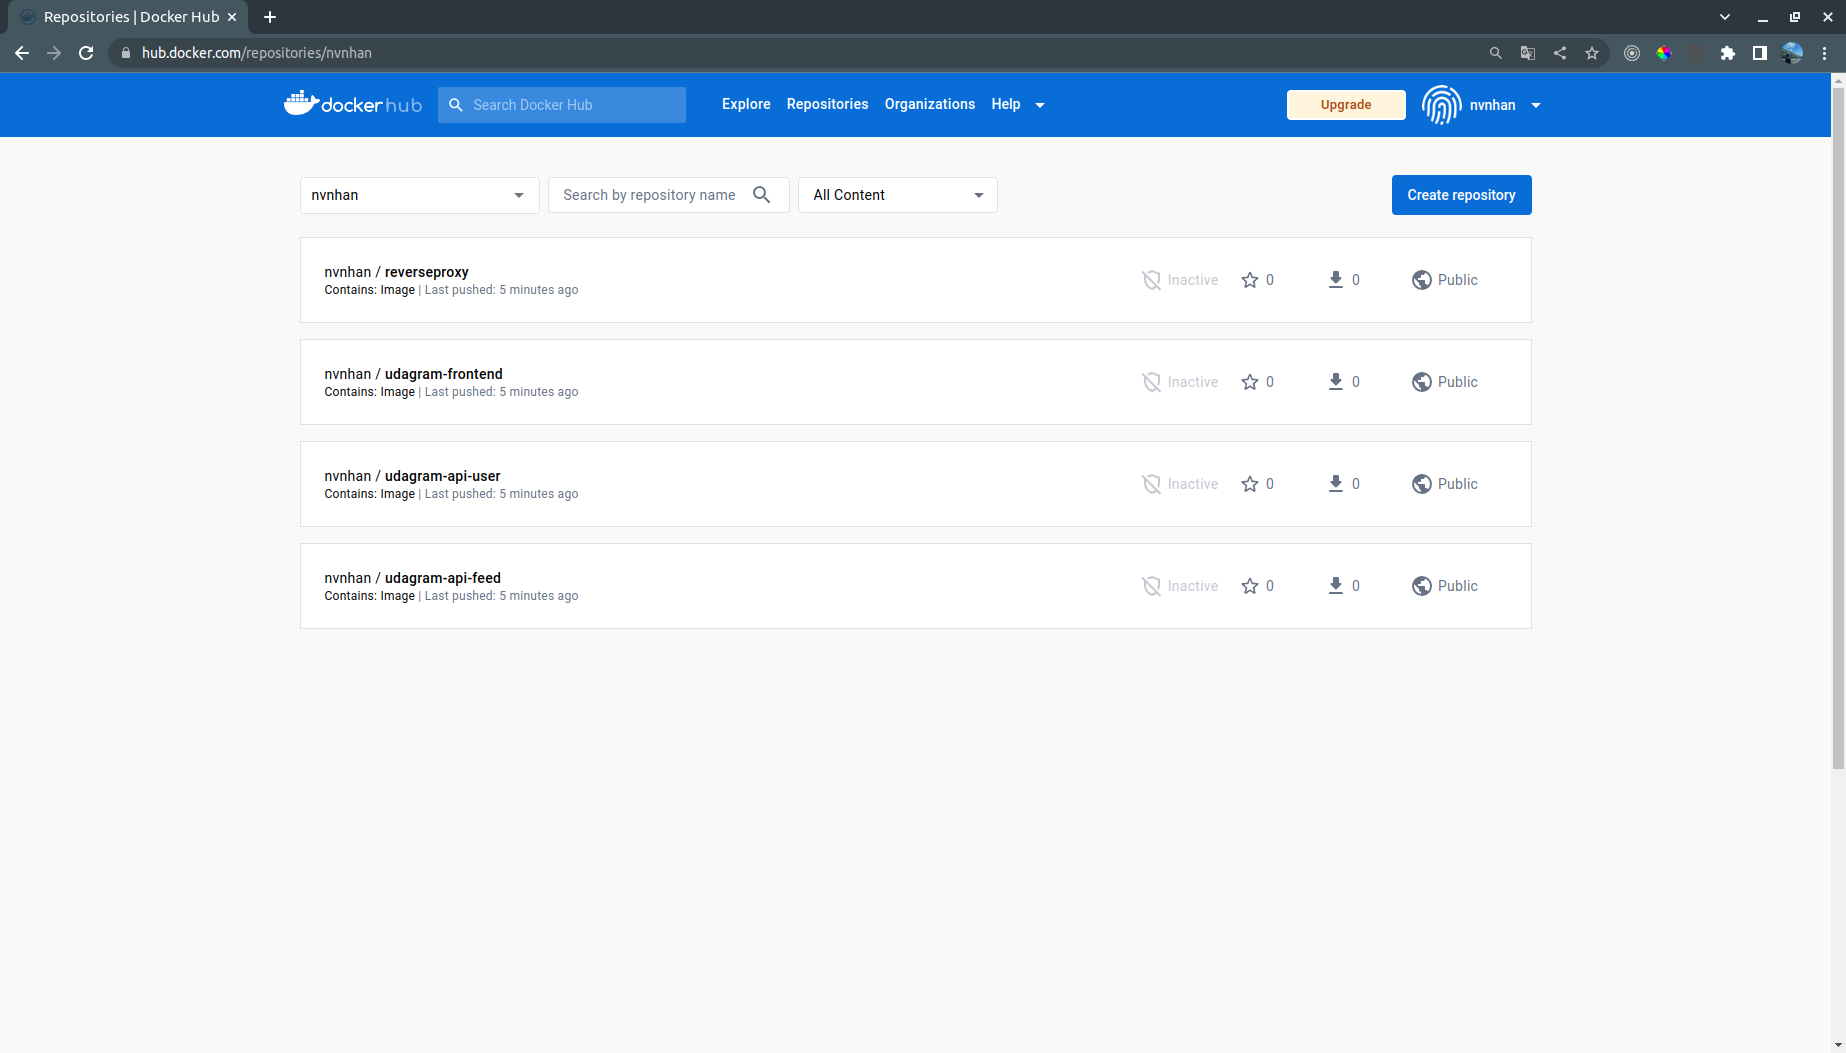 Repositories | Docker Hub
hub.docker.com/repositories/nvnhan
docker hub
Search Docker Hub
Explore
Repositories
Organizations
Help
Upgrade
nvnhan
nvnhan
Search by repository name
All Content
Create repository
nvnhan / reverseproxy
Contains: Image | Last pushed: 5 minutes ago
Inactive
0
0
Public
nvnhan / udagram-frontend
Contains: Image | Last pushed: 5 minutes ago
Inactive
0
0
Public
nvnhan / udagram-api-user
Contains: Image | Last pushed: 5 minutes ago
Inactive
0
0
Public
nvnhan / udagram-api-feed
Contains: Image | Last pushed: 5 minutes ago
Inactive
0
0
Public